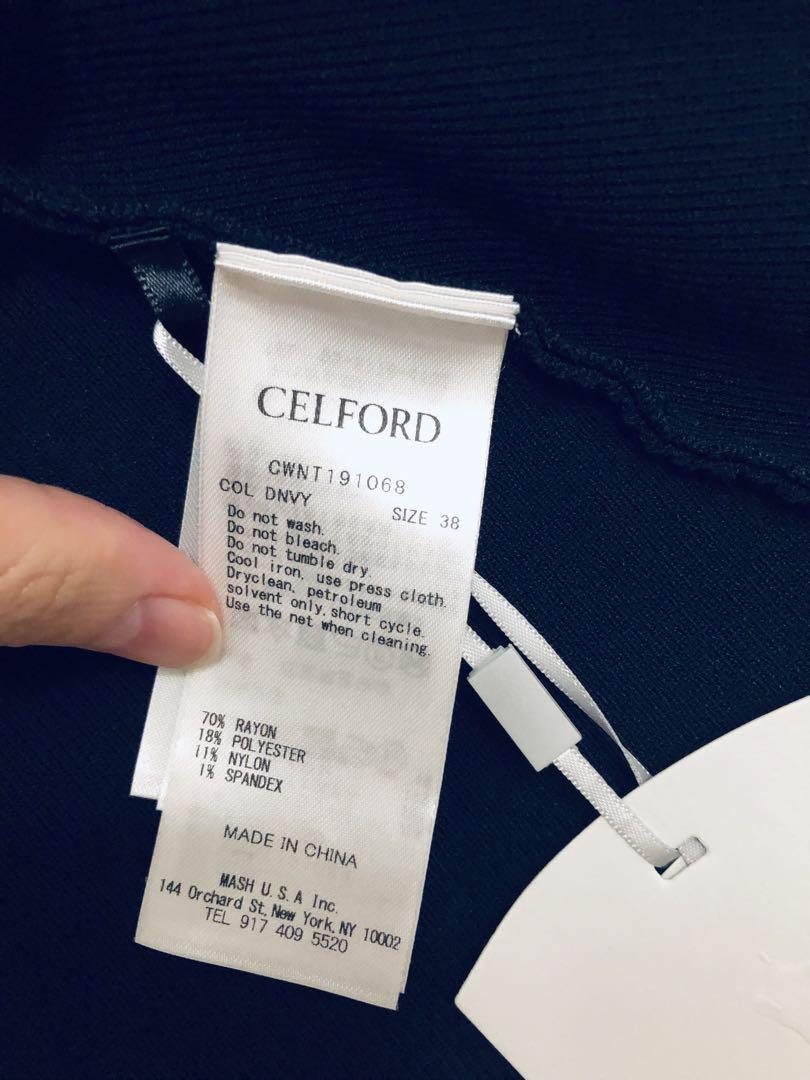 CELFORD
CWNT191068
COL DNVY SIZE 38
Do not wash.
Do not bleach.
Do not tumble dry.
Cool iron, use press cloth.
Dryclean, petroleum
solvent only, short cycle.
Use the net when cleaning.
70% RAYON
18% POLYESTER
11% NYLON
1% SPANDEX
MADE IN CHINA
MASH U.S.A Inc.
144 Orchard St, New York, NY 10002
TEL 917 409 5520